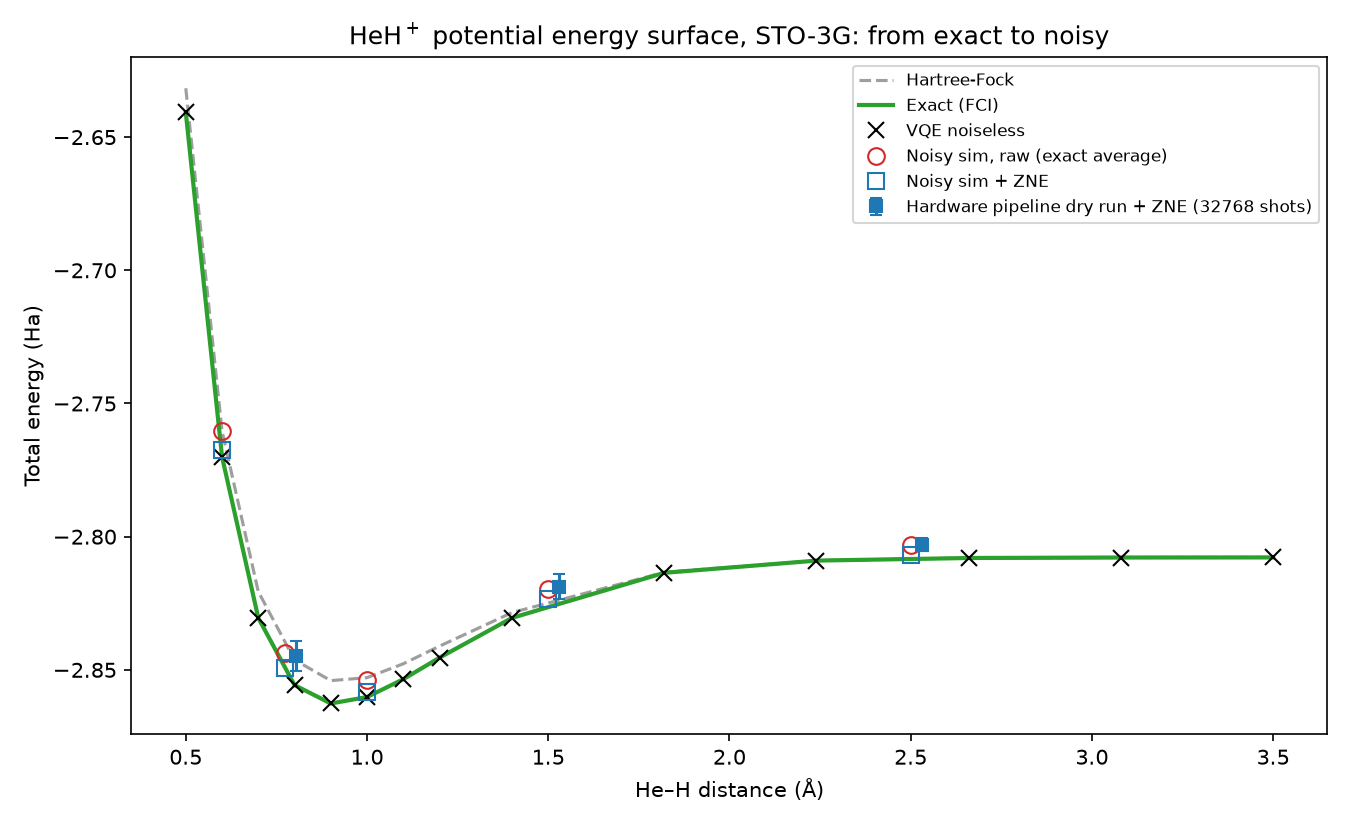 HeH+ potential energy surface, STO-3G: from exact to noisy
Hartree-Fock
Exact (FCI)
VQE noiseless
Noisy sim, raw (exact average)
Noisy sim + ZNE
Hardware pipeline dry run + ZNE (32768 shots)
Total energy (Ha)
−2.65
−2.70
−2.75
−2.80
−2.85
0.5 1.0 1.5 2.0 2.5 3.0 3.5
He–H distance (Å)